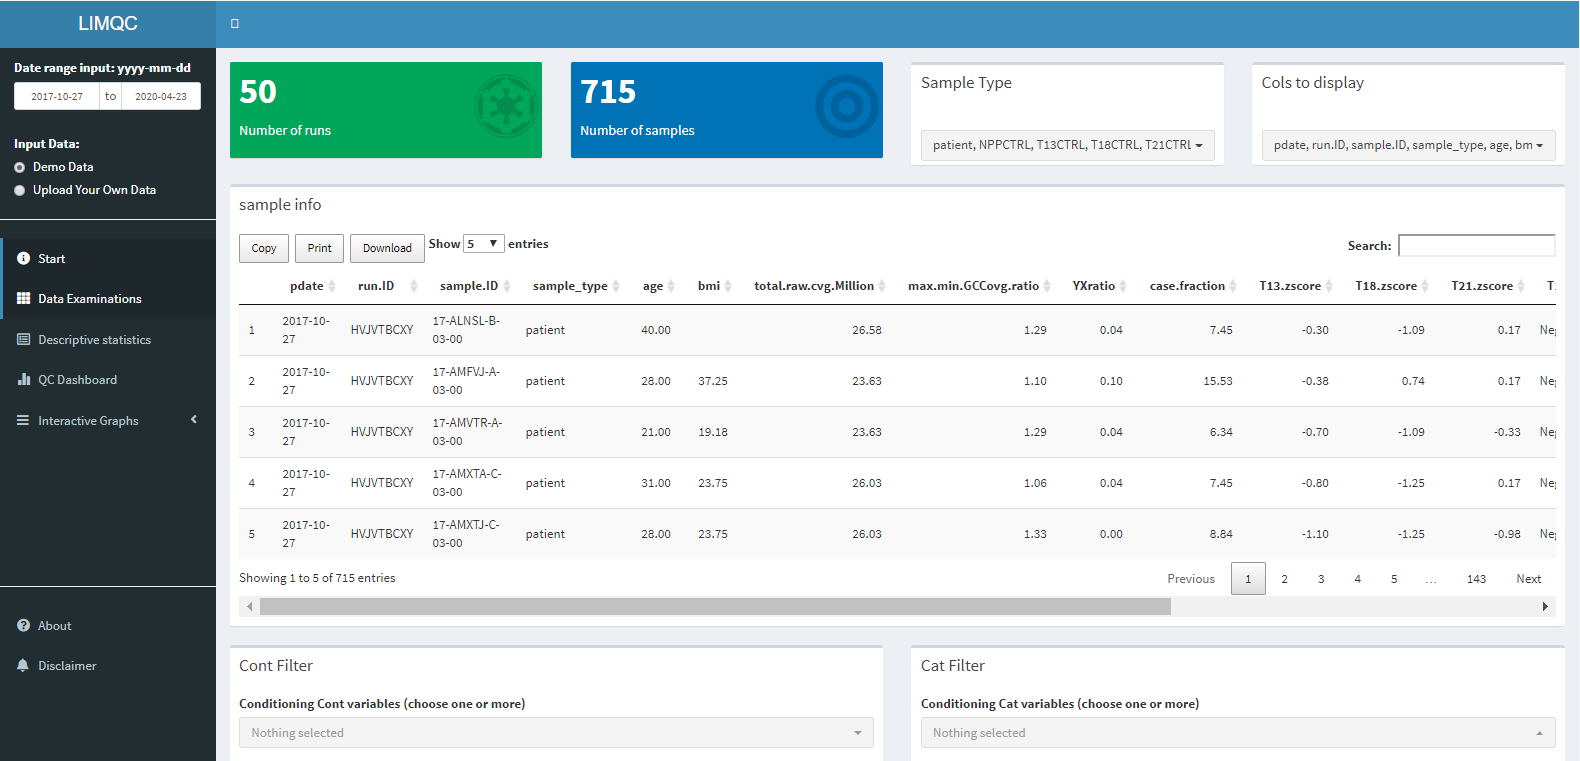 LIMQC
Date range input: yyyy-mm-dd
2017-10-27 to 2020-04-23
Input Data:
Demo Data
Upload Your Own Data
Start
Data Examinations
Descriptive statistics
QC Dashboard
Interactive Graphs
About
Disclaimer
50
Number of runs
715
Number of samples
Sample Type
patient, NPPCTRL, T13CTRL, T18CTRL, T21CTRL
Cols to display
pdate, run.ID, sample.ID, sample_type, age, bm
sample info
Copy Print Download Show 5 entries Search:
pdate run.ID sample.ID sample_type age bmi total.raw.cvg.Million max.min.GCCovg.ratio YXratio case.fraction T13.zscore T18.zscore T21.zscore T
1 2017-10-27 HVJVTBCXY 17-ALNSL-B-03-00 patient 40.00 26.58 1.29 0.04 7.45 -0.30 -1.09 0.17 Neg
2 2017-10-27 HVJVTBCXY 17-AMFVJ-A-03-00 patient 28.00 37.25 23.63 1.10 0.10 15.53 -0.38 0.74 0.17 Neg
3 2017-10-27 HVJVTBCXY 17-AMVTR-A-03-00 patient 21.00 19.18 23.63 1.29 0.04 6.34 -0.70 -1.09 -0.33 Neg
4 2017-10-27 HVJVTBCXY 17-AMXTA-C-03-00 patient 31.00 23.75 26.03 1.06 0.04 7.45 -0.80 -1.25 0.17 Neg
5 2017-10-27 HVJVTBCXY 17-AMXTJ-C-03-00 patient 28.00 23.75 26.03 1.33 0.00 8.84 -1.10 -1.25 -0.98 Neg
Showing 1 to 5 of 715 entries
Previous 1 2 3 4 5 … 143 Next
Cont Filter
Conditioning Cont variables (choose one or more)
Nothing selected
Cat Filter
Conditioning Cat variables (choose one or more)
Nothing selected